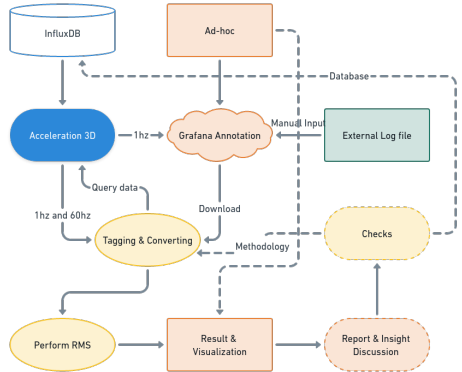 InfluxDB
Ad-hoc
Database
Acceleration 3D
1hz
Grafana Annotation
Manual Input
External Log file
Query data
1hz and 60hz
Download
Tagging & Converting
Methodology
Checks
Perform RMS
Result &
Visualization
Report & Insight
Discussion